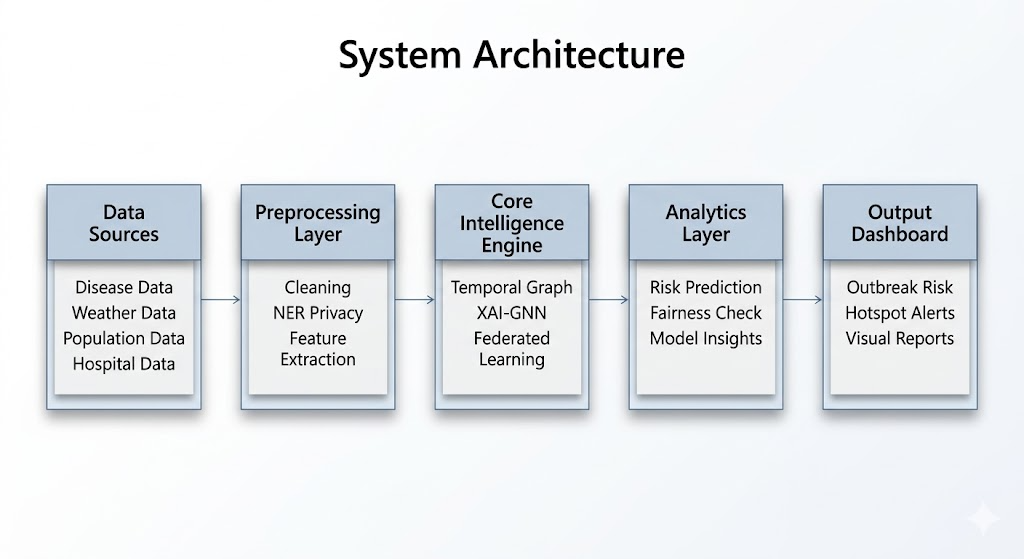 System Architecture
Data
Sources
Disease Data
Weather Data
Population Data
Hospital Data
Preprocessing
Layer
Cleaning
NER Privacy
Feature
Extraction
Core
Intelligence
Engine
Temporal Graph
XAI-GNN
Federated
Learning
Analytics
Layer
Risk Prediction
Fairness Check
Model Insights
Output
Dashboard
Outbreak Risk
Hotspot Alerts
Visual Reports